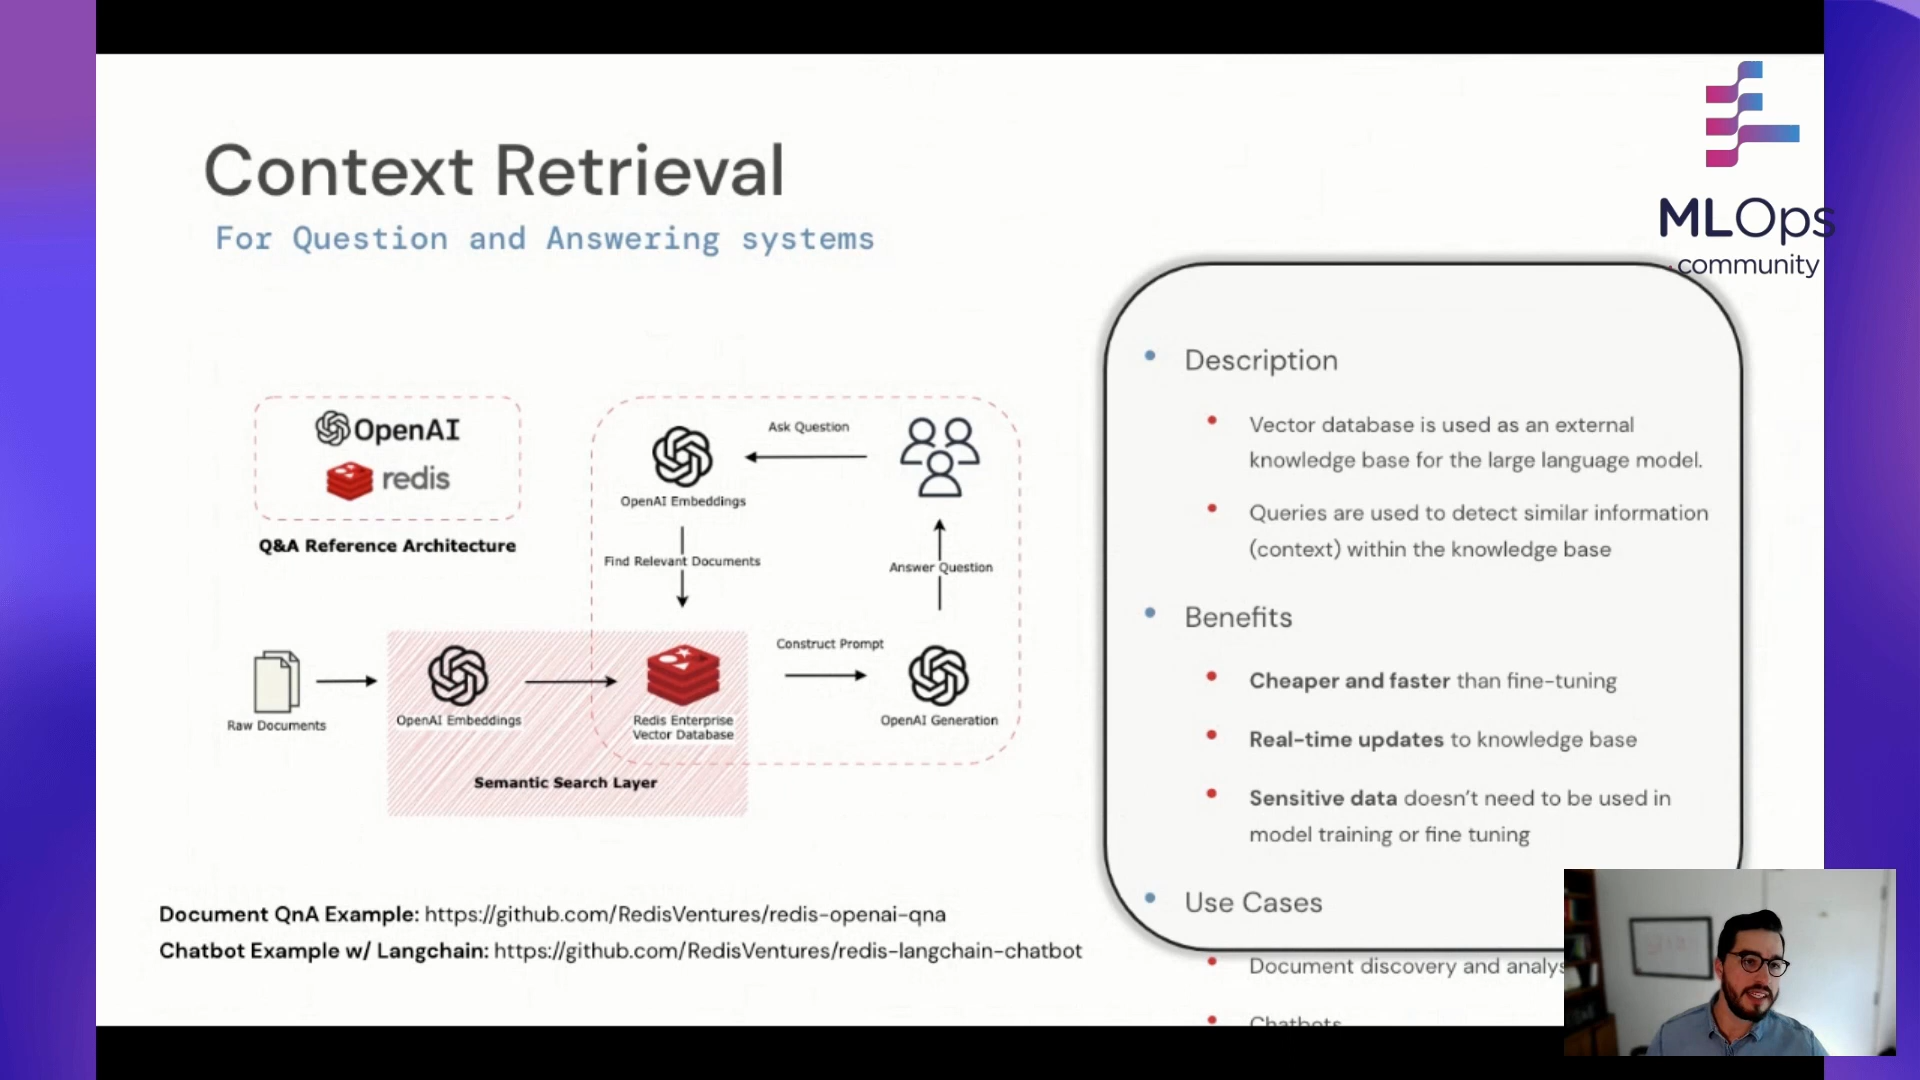 Context Retrieval
For Question and Answering systems
MLOps
community
OpenAI
redis
Q&A Reference Architecture
Ask Question
OpenAI Embeddings
Find Relevant Documents
Answer Question
Construct Prompt
Raw Documents
OpenAI Embeddings
Redis Enterprise
Vector Database
OpenAI Generation
Semantic Search Layer
Document QnA Example: https://github.com/RedisVentures/redis-openai-qna
Chatbot Example w/ Langchain: https://github.com/RedisVentures/redis-langchain-chatbot
• Description
• Vector database is used as an external
knowledge base for the large language model.
• Queries are used to detect similar information
(context) within the knowledge base
• Benefits
• Cheaper and faster than fine-tuning
• Real-time updates to knowledge base
• Sensitive data doesn't need to be used in
model training or fine tuning
• Use Cases
• Document discovery and analys
• Chatbots